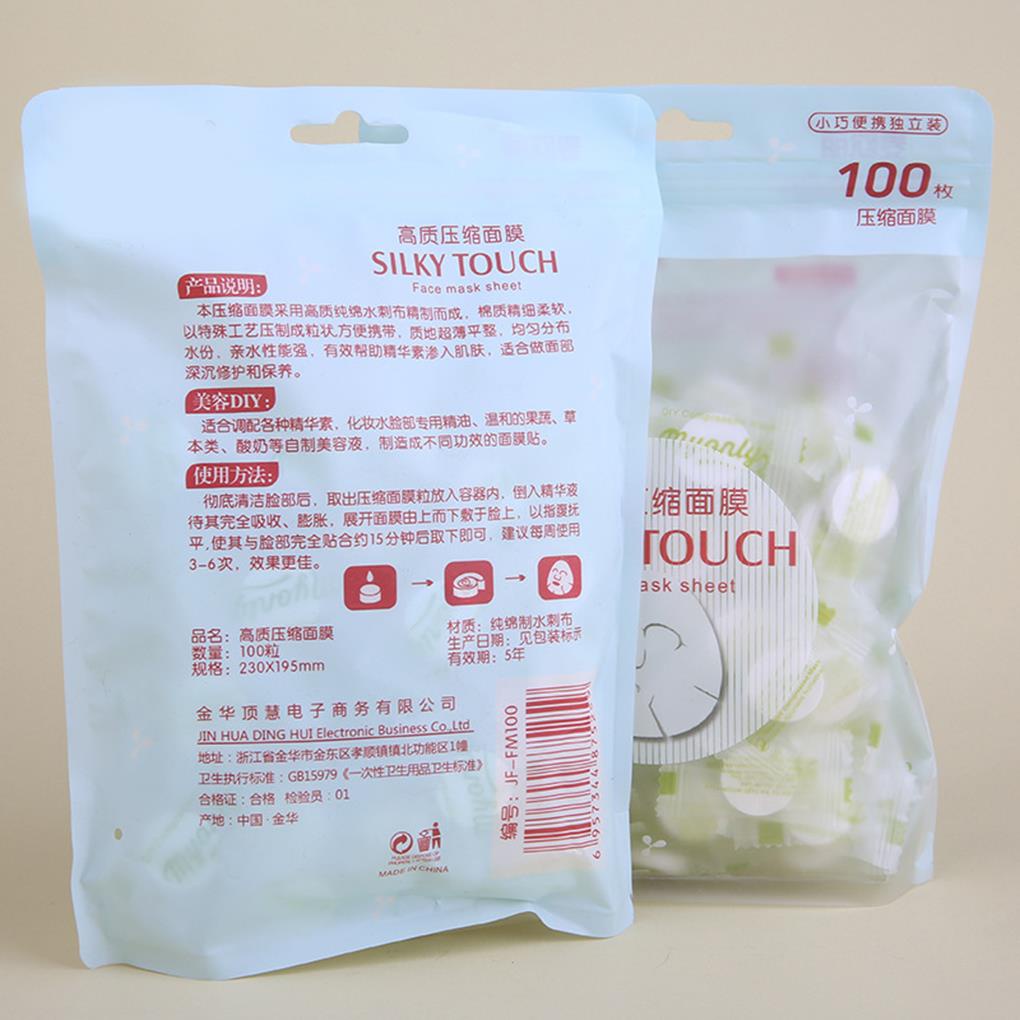 高质压缩面膜
SILKY TOUCH
Face mask sheet
产品说明:
本压缩面膜采用高质纯绵水刺布精制而成，棉质精细柔软，
以特殊工艺压制成粒状,方便携带，质地超薄平整，均匀分布
水份，亲水性能强，有效帮助精华素渗入肌肤，适合做面部
深沉修护和保养。
美容DIY:
适合调配各种精华素，化妆水脸部专用精油、温和的果蔬、草
本类、酸奶等自制美容液，制造成不同功效的面膜贴。
使用方法:
彻底清洁脸部后，取出压缩面膜粒放入容器内，倒入精华液
待其完全吸收、膨胀，展开面膜由上而下敷于脸上，以指腹抚
平,使其与脸部完全贴合约15分钟后取下即可，建议每周使用
3-6次，效果更佳。
品名：高质压缩面膜
数量：100粒
规格：230X195mm
材质：纯绵制水刺布
生产日期：见包装标示
有效期：5年
金华顶慧电子商务有限公司
JIN HUA DING HUI Electronic Business Co.,Ltd
地址：浙江省金华市金东区孝顺镇镇北功能区1幢
卫生执行标准：GB15979《一次性卫生用品卫生标准》
合格证：合格 检验员：01
产地：中国·金华
PLEASE DISPOSE OF
PROPERLY AFTER USE
MADE IN CHINA
编号：JF-FM100
小巧便携独立装
100枚
压缩面膜
myonly
缩面膜
TOUCH
ask sheet